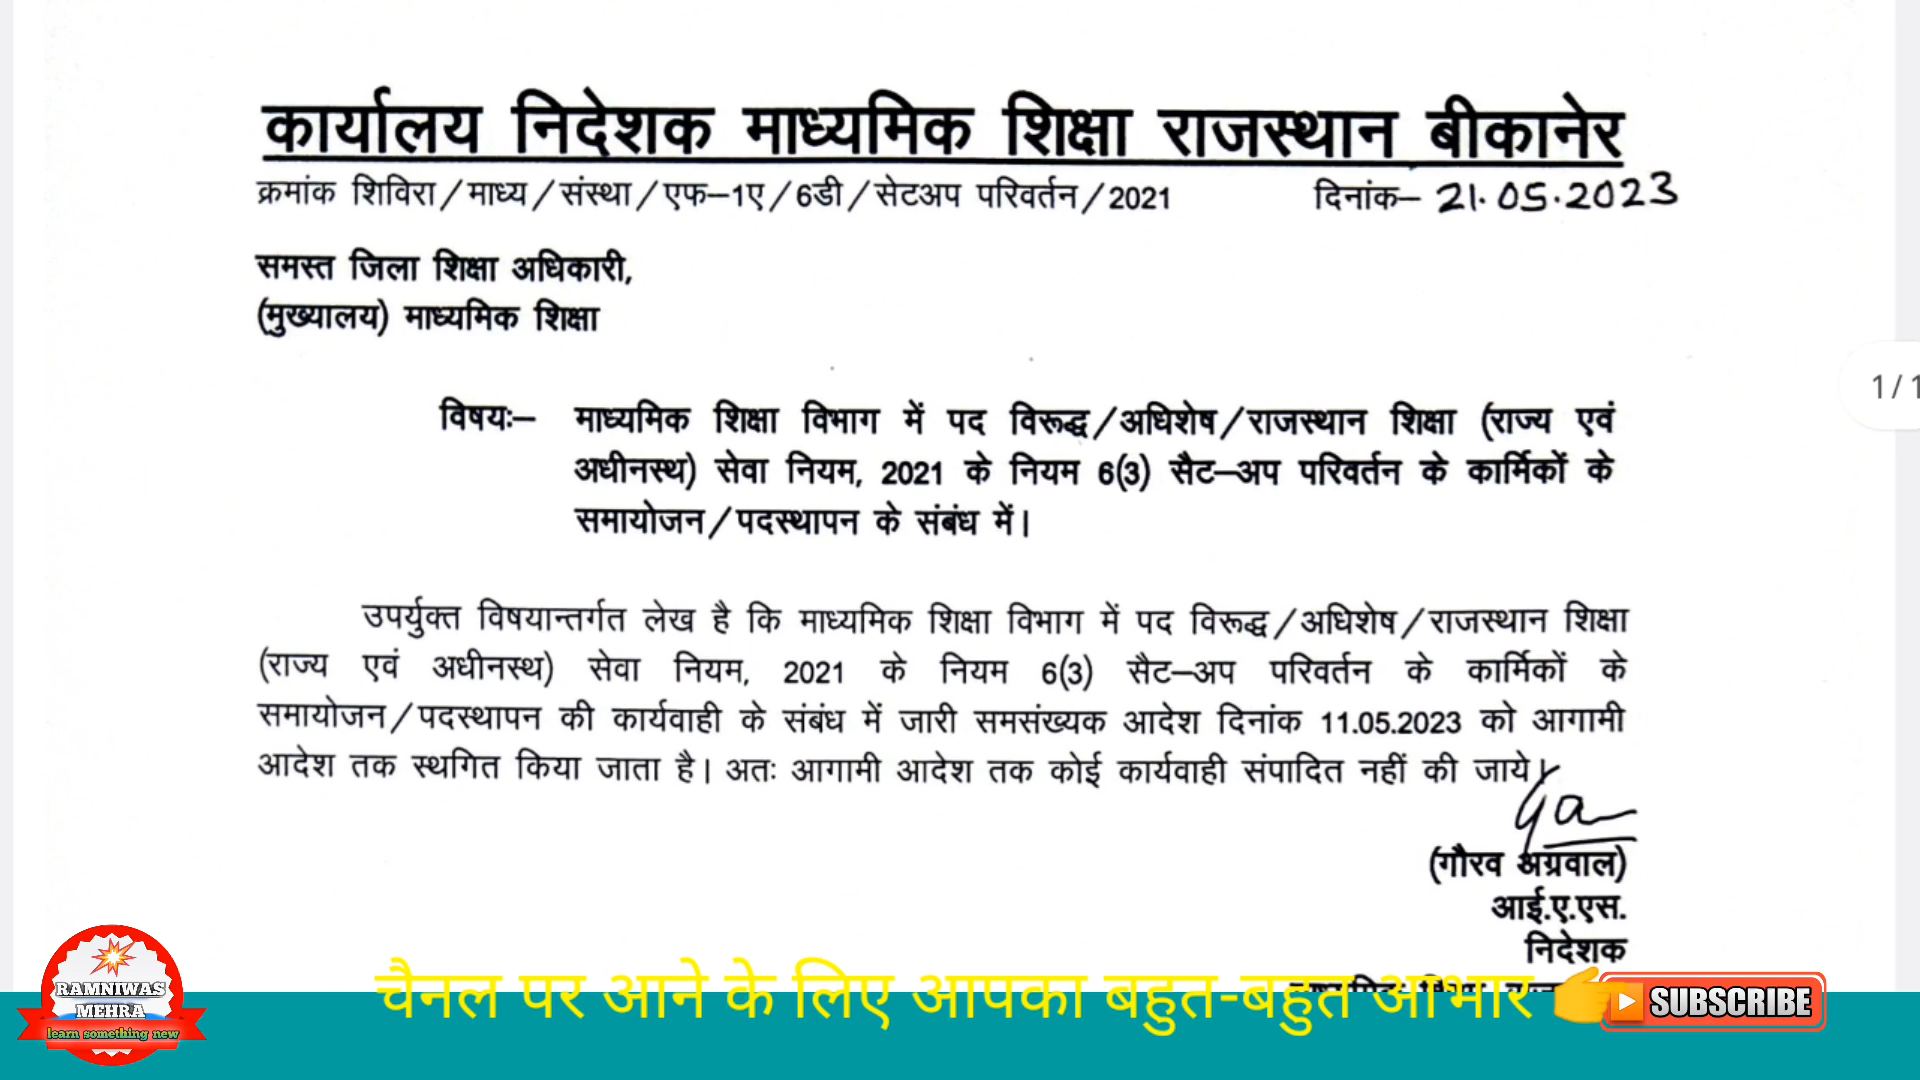 कार्यालय निदेशक माध्यमिक शिक्षा राजस्थान बीकानेर
क्रमांक शिविरा/माध्य/संस्था/एफ-1ए/6डी/सेटअप परिवर्तन/2021 दिनांक- 21.05.2023
समस्त जिला शिक्षा अधिकारी,
(मुख्यालय) माध्यमिक शिक्षा
1/1
विषयः- माध्यमिक शिक्षा विभाग में पद विरूद्ध/अधिशेष/राजस्थान शिक्षा (राज्य एवं
अधीनस्थ) सेवा नियम, 2021 के नियम 6(3) सैट-अप परिवर्तन के कार्मिकों के
समायोजन/पदस्थापन के संबंध में।
उपर्युक्त विषयान्तर्गत लेख है कि माध्यमिक शिक्षा विभाग में पद विरूद्ध/अधिशेष/राजस्थान शिक्षा
(राज्य एवं अधीनस्थ) सेवा नियम, 2021 के नियम 6(3) सैट-अप परिवर्तन के कार्मिकों के
समायोजन/पदस्थापन की कार्यवाही के संबंध में जारी समसंख्यक आदेश दिनांक 11.05.2023 को आगामी
आदेश तक स्थगित किया जाता है। अतः आगामी आदेश तक कोई कार्यवाही संपादित नहीं की जाये।
(गौरव अग्रवाल)
आई.ए.एस.
निदेशक
RAMNIWAS
MEHRA
learn something new
चैनल पर आने के लिए आपका बहुत-बहुत आभार
SUBSCRIBE